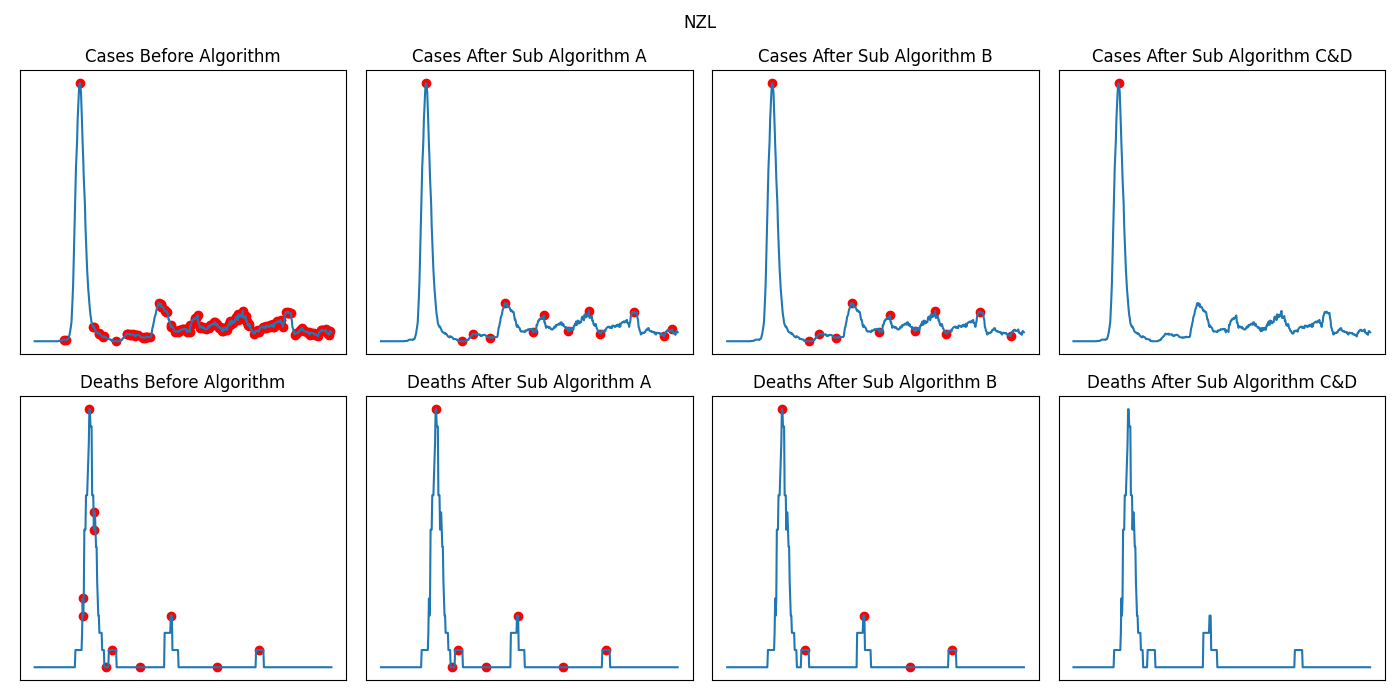 NZL
Cases Before Algorithm
Cases After Sub Algorithm A
Cases After Sub Algorithm B
Cases After Sub Algorithm C&D
Deaths Before Algorithm
Deaths After Sub Algorithm A
Deaths After Sub Algorithm B
Deaths After Sub Algorithm C&D